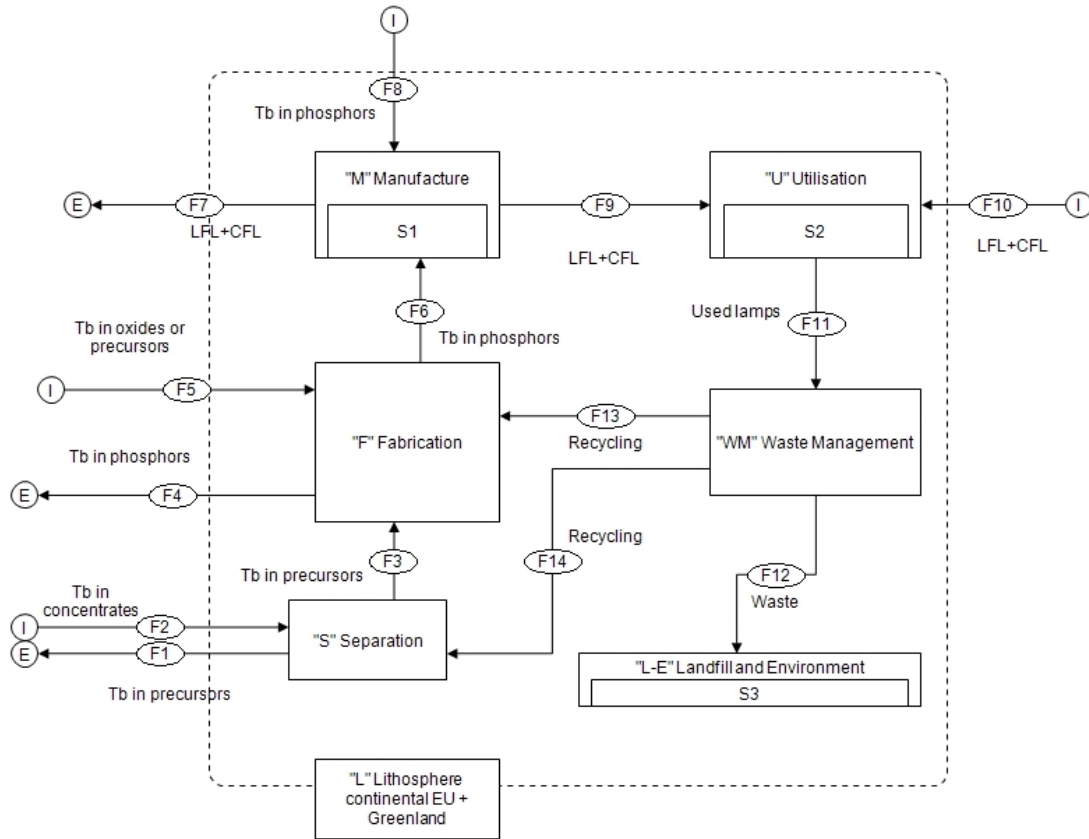 I
F8
Tb in phosphors
"M" Manufacture
S1
"U" Utilisation
S2
E
F7
LFL+CFL
F9
LFL+CFL
F10
I
LFL+CFL
F6
Tb in phosphors
Used lamps
F11
Tb in oxides or
precursors
I
F5
"F" Fabrication
F13
Recycling
"WM" Waste Management
Tb in phosphors
E
F4
F3
Tb in precursors
Recycling
F14
F12
Waste
Tb in
concentrates
I
F2
E
F1
Tb in precursors
"S" Separation
"L-E" Landfill and Environment
S3
"L" Lithosphere
continental EU +
Greenland